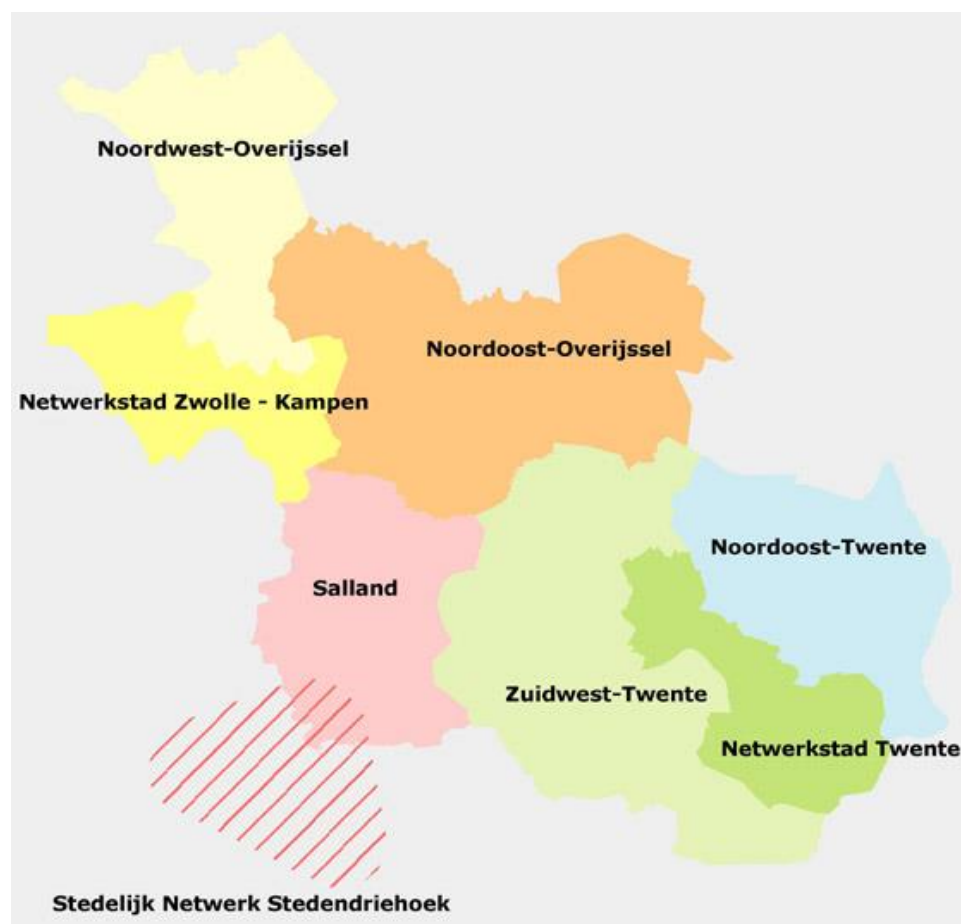 Noordwest-Overijssel
Noordoost-Overijssel
Netwerkstad Zwolle - Kampen
Noordoost-Twente
Salland
Zuidwest-Twente
Netwerkstad Twente
Stedelijk Netwerk Stedendriehoek